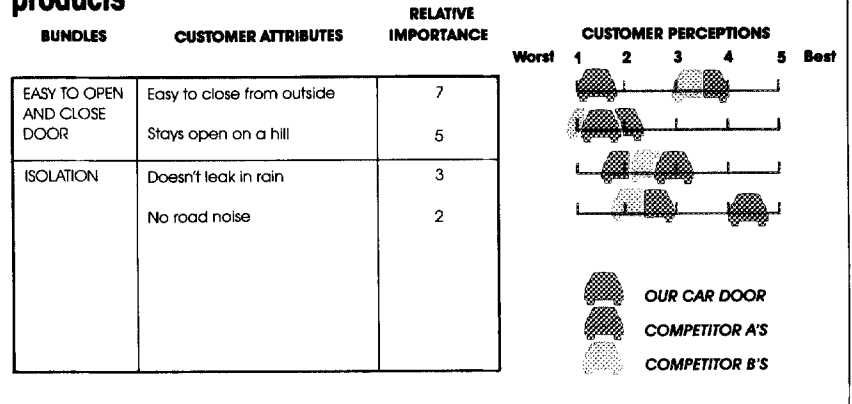 products
BUNDLES CUSTOMER ATTRIBUTES RELATIVE IMPORTANCE CUSTOMER PERCEPTIONS
Worst 1 2 3 4 5 Best
EASY TO OPEN AND CLOSE DOOR
Easy to close from outside 7
Stays open on a hill 5
ISOLATION Doesn't leak in rain 3
No road noise 2
OUR CAR DOOR
COMPETITOR A'S
COMPETITOR B'S